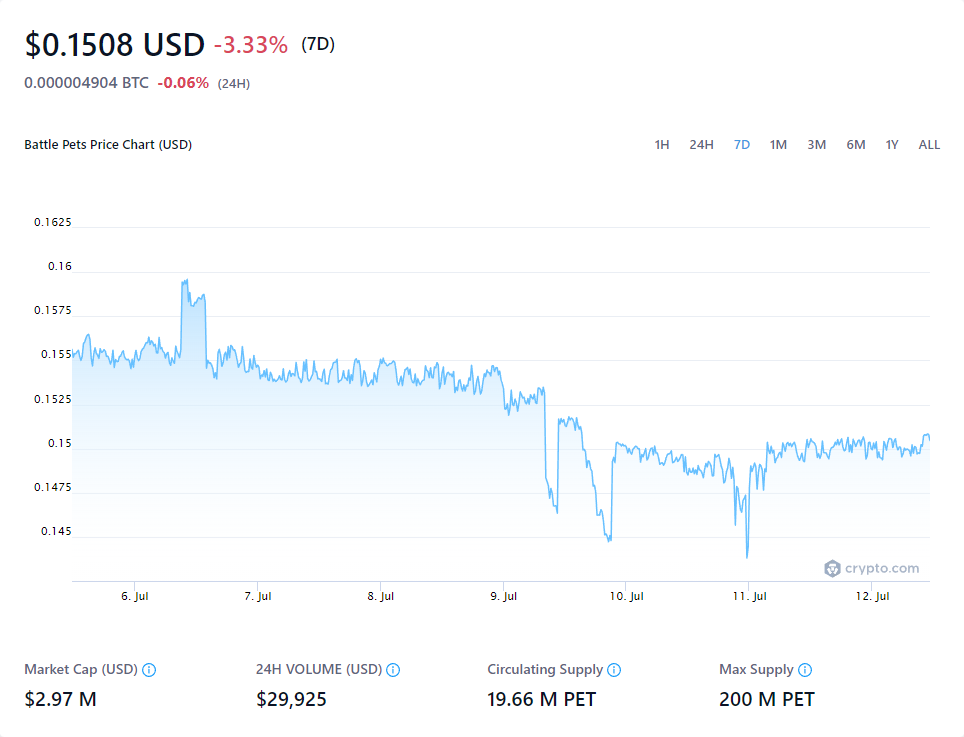 $0.1508 USD -3.33% (7D)
0.000004904 BTC -0.06% (24H)
Battle Pets Price Chart (USD) 1H 24H 7D 1M 3M 6M 1Y ALL
0.1625
0.16
0.1575
0.155
0.1525
0.15
0.1475
0.145
crypto.com
6. Jul 7. Jul 8. Jul 9. Jul 10. Jul 11. Jul 12. Jul
Market Cap (USD) 24H VOLUME (USD) Circulating Supply Max Supply
$2.97 M $29,925 19.66 M PET 200 M PET